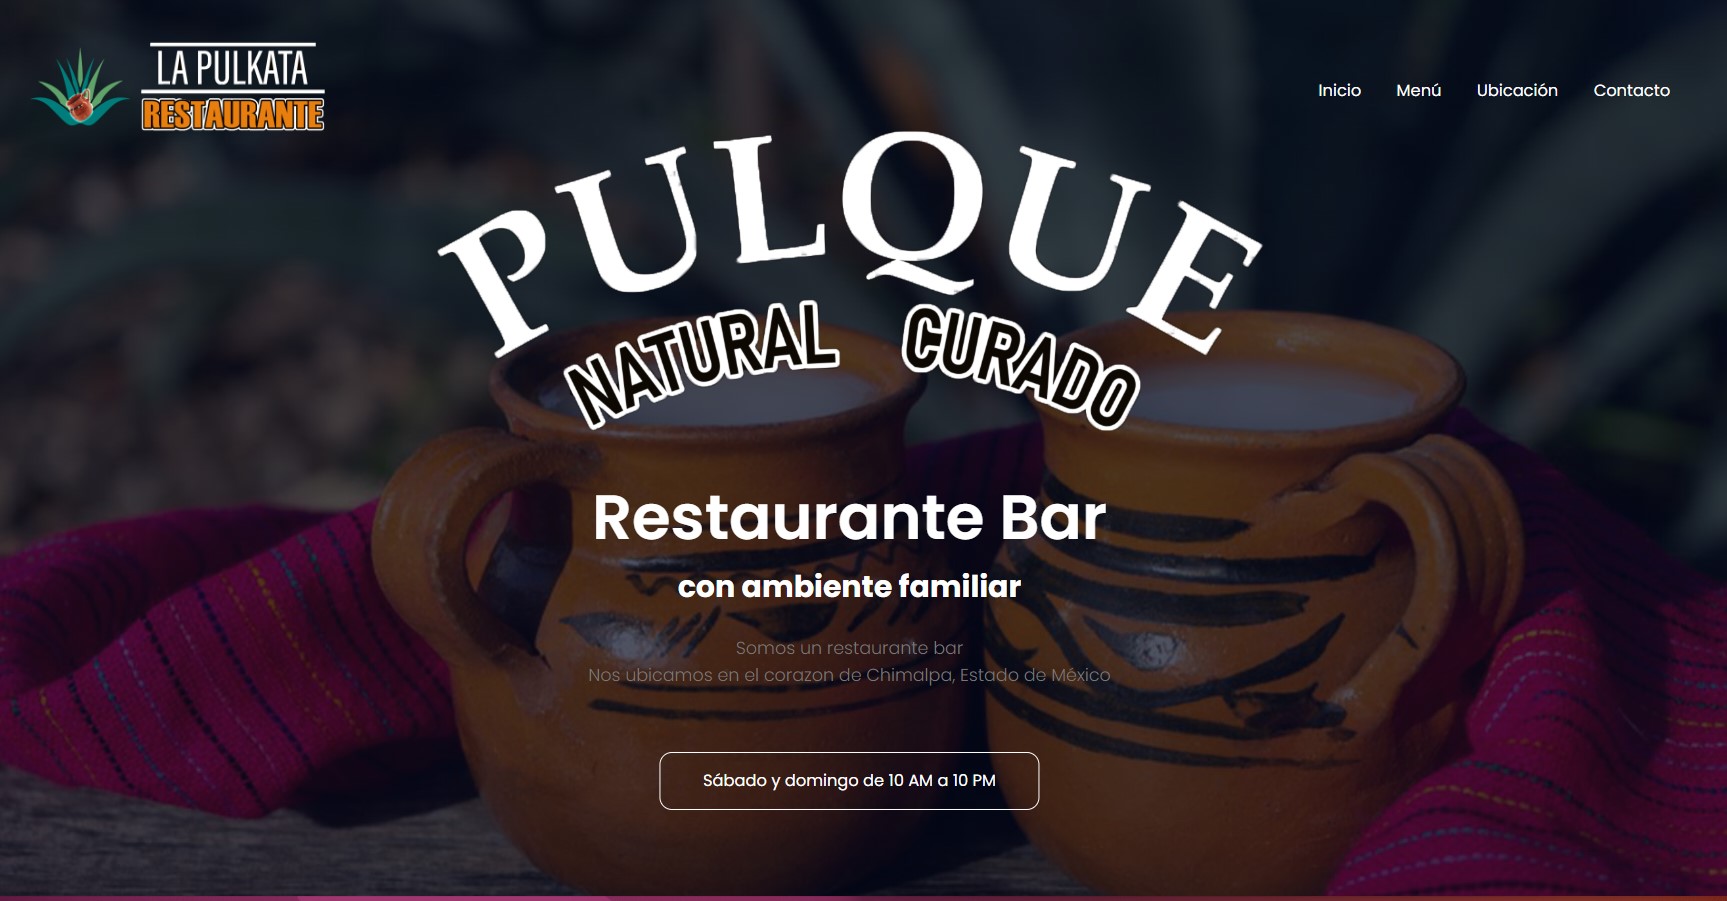 LA PULKATA
RESTAURANTE
Inicio Menú Ubicación Contacto
PULQUE
NATURAL CURADO
Restaurante Bar
con ambiente familiar
Somos un restaurante bar
Nos ubicamos en el corazon de Chimalpa, Estado de México
Sábado y domingo de 10 AM a 10 PM